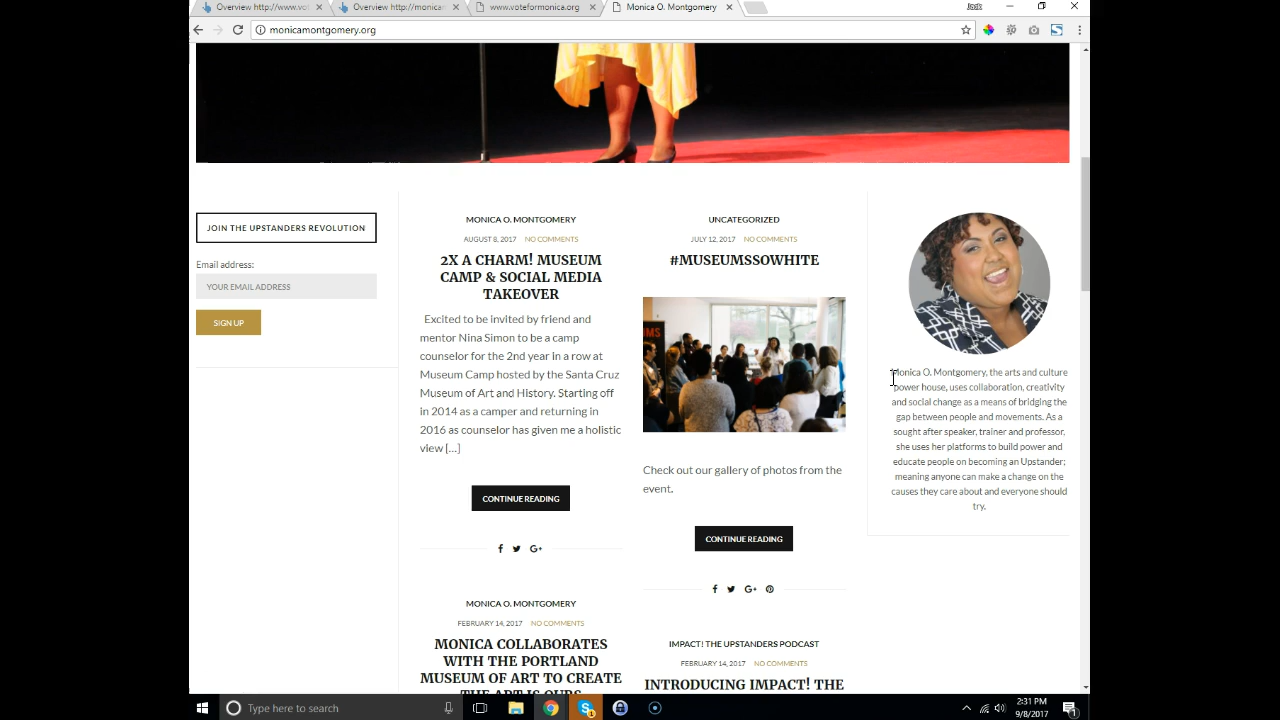 Overview http://www.vot
Overview http://monicam
www.voteformonica.org
Monica O. Montgomery
monicamontgomery.org
JOIN THE UPSTANDERS REVOLUTION
Email address:
YOUR EMAIL ADDRESS
SIGN UP
MONICA O. MONTGOMERY
AUGUST 8, 2017 NO COMMENTS
2X A CHARM! MUSEUM
CAMP & SOCIAL MEDIA
TAKEOVER
Excited to be invited by friend and
mentor Nina Simon to be a camp
counselor for the 2nd year in a row at
Museum Camp hosted by the Santa Cruz
Museum of Art and History. Starting off
in 2014 as a camper and returning in
2016 as counselor has given me a holistic
view […]
CONTINUE READING
MONICA O. MONTGOMERY
FEBRUARY 14, 2017 NO COMMENTS
MONICA COLLABORATES
WITH THE PORTLAND
MUSEUM OF ART TO CREATE
THE ART IS OURS
UNCATEGORIZED
JULY 12, 2017 NO COMMENTS
#MUSEUMSSOWHITE
Check out our gallery of photos from the
event.
CONTINUE READING
IMPACT! THE UPSTANDERS PODCAST
FEBRUARY 14, 2017 NO COMMENTS
INTRODUCING IMPACT! THE
Monica O. Montgomery, the arts and culture
power house, uses collaboration, creativity
and social change as a means of bridging the
gap between people and movements. As a
sought after speaker, trainer and professor,
she uses her platforms to build power and
educate people on becoming an Upstander;
meaning anyone can make a change on the
causes they care about and everyone should
try.
Type here to search
2:31 PM
9/8/2017